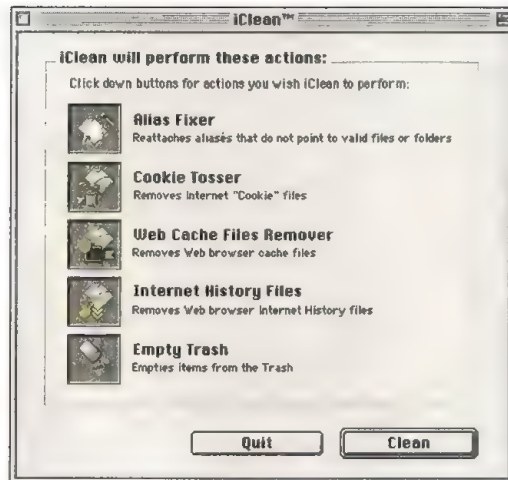 iClean™
iClean will perform these actions:
Click down buttons for actions you wish iClean to perform:
Alias Fixer
Reattaches aliases that do not point to valid files or folders
Cookie Tosser
Removes Internet "Cookie" files
Web Cache Files Remover
Removes Web browser cache files
Internet History Files
Removes Web browser Internet History files
Empty Trash
Empties items from the Trash
Quit
Clean